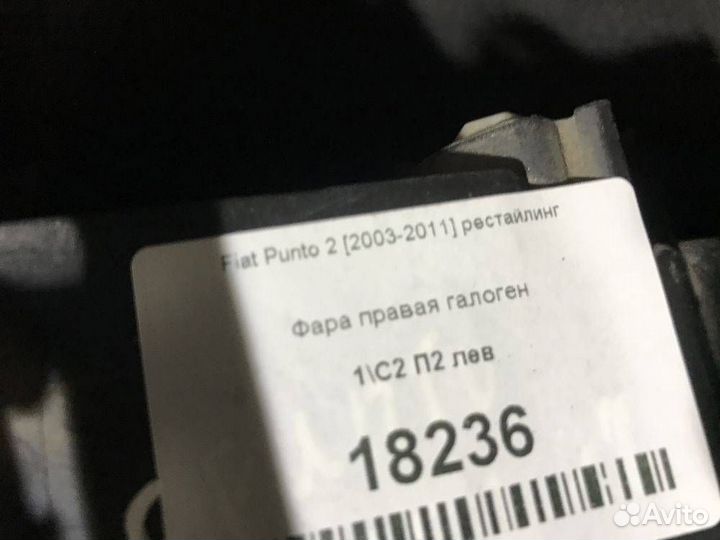 Fiat Punto 2 [2003-2011] рестайлинг
Фара правая галоген
1\С2 П2 лев
18236
Avito